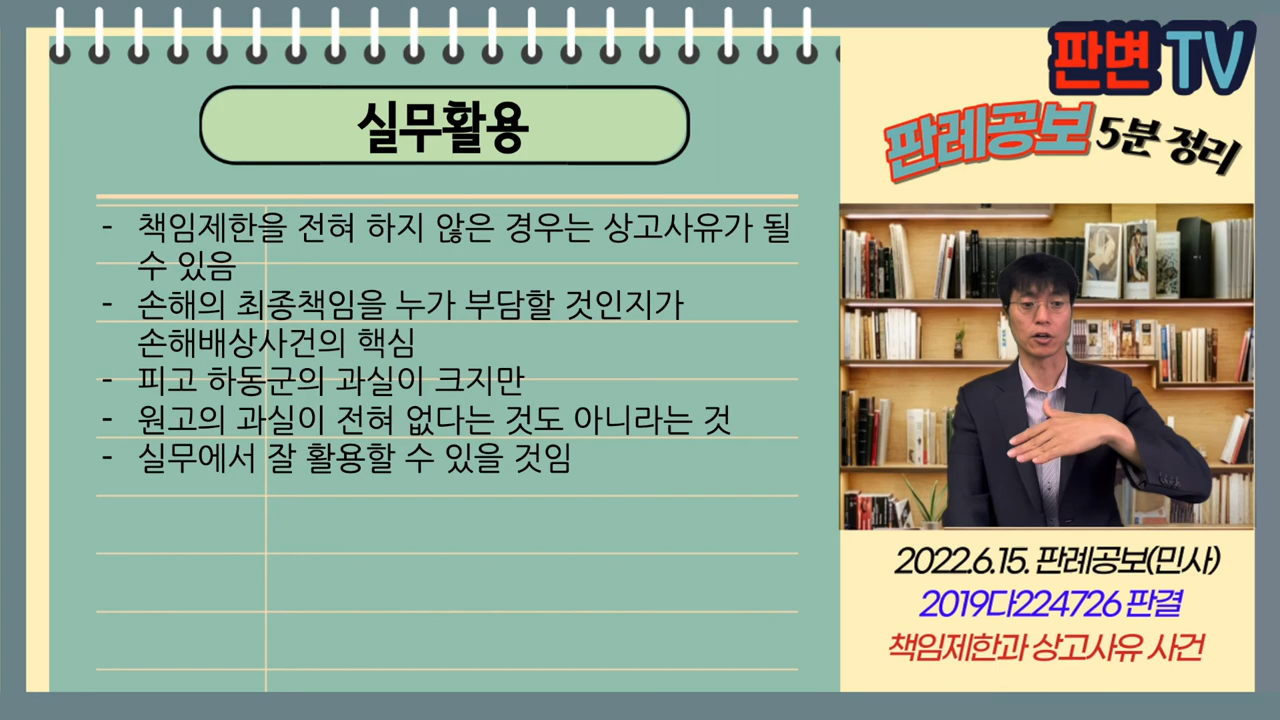 실무활용
- 책임제한을 전혀 하지 않은 경우는 상고사유가 될
수 있음
- 손해의 최종책임을 누가 부담할 것인지가
손해배상사건의 핵심
- 피고 하동군의 과실이 크지만
- 원고의 과실이 전혀 없다는 것도 아니라는 것
- 실무에서 잘 활용할 수 있을 것임
판변 TV
판례공보 5분 정리
2022.6.15. 판례공보(민사)
2019다224726 판결
책임제한과 상고사유 사건